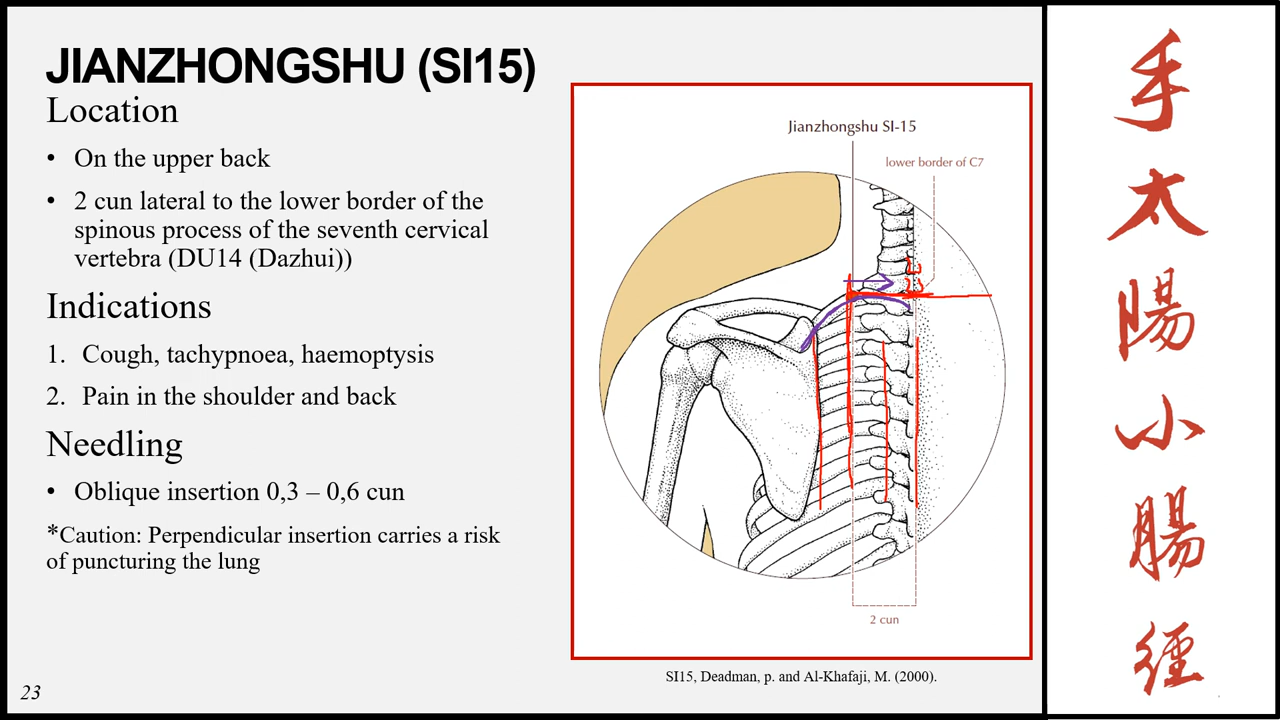 JIANZHONGSHU (SI15)
Location
• On the upper back
• 2 cun lateral to the lower border of the
spinous process of the seventh cervical
vertebra (DU14 (Dazhui))
Indications
1. Cough, tachypnoea, haemoptysis
2. Pain in the shoulder and back
Needling
• Oblique insertion 0,3 – 0,6 cun
*Caution: Perpendicular insertion carries a risk
of puncturing the lung
23
Jianzhongshu SI-15
lower border of C7
2 cun
SI15, Deadman, p. and Al-Khafaji, M. (2000).
手
太
陽
小
腸
經